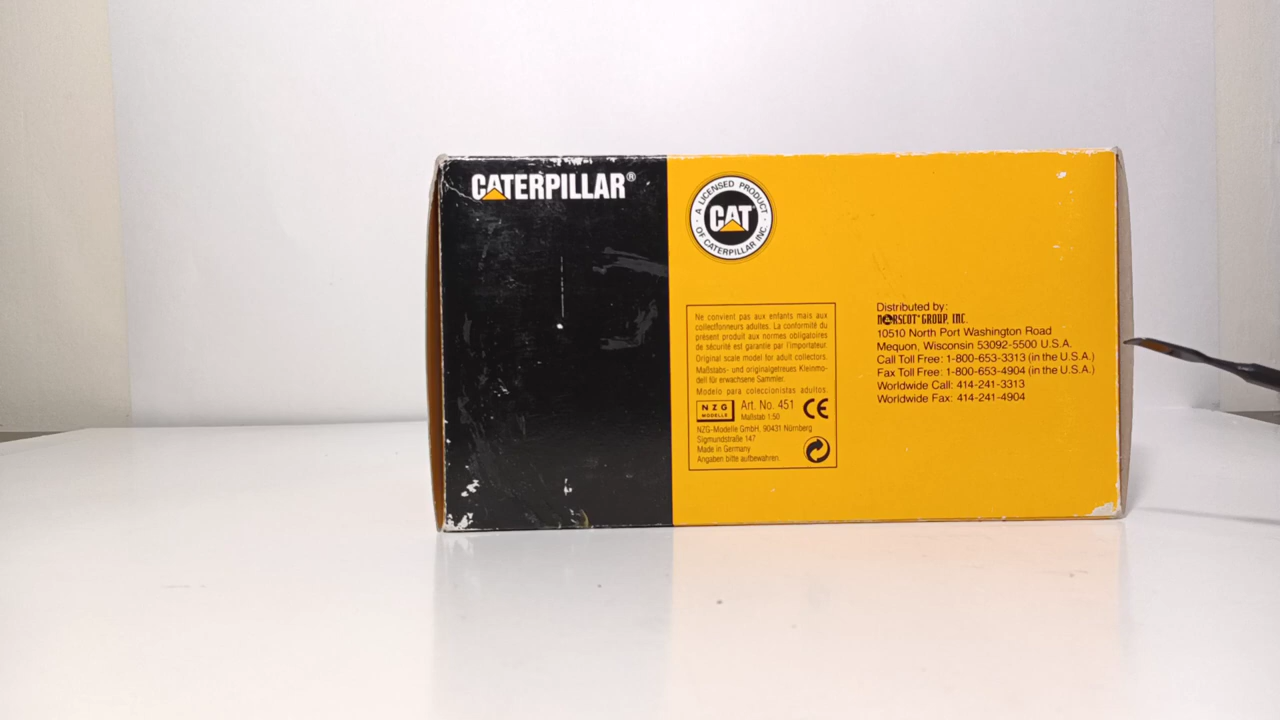 CATERPILLAR®
A LICENSED PRODUCT
CAT
OF CATERPILLAR INC.
Ne convient pas aux enfants mais aux
collectionneurs adultes. La conformité du
présent produit aux normes obligatoires
de sécurité est garantie par l'importateur.
Original scale model for adult collectors.
Maßstabs- und originalgetreues Kleinmo-
dell für erwachsene Sammler.
Modelo para coleccionistas adultos.
NZG
MODELLE
Art. No. 451
Maßstab 1:50
CE
NZG-Modelle GmbH, 90431 Nürnberg
Sigmundstraße 147
Made in Germany
Angaben bitte aufbewahren.
Distributed by:
NORSCOT GROUP, INC.
10510 North Port Washington Road
Mequon, Wisconsin 53092-5500 U.S.A.
Call Toll Free: 1-800-653-3313 (in the U.S.A.)
Fax Toll Free: 1-800-653-4904 (in the U.S.A.)
Worldwide Call: 414-241-3313
Worldwide Fax: 414-241-4904